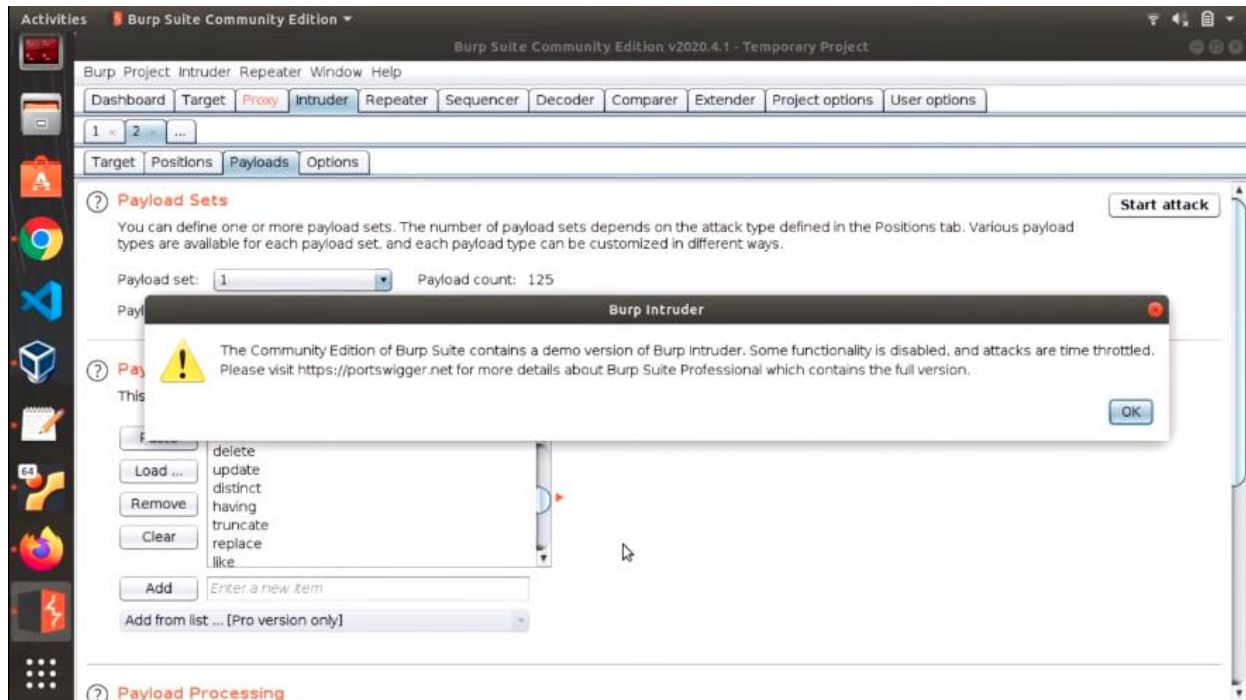 Activities Burp Suite Community Edition
Burp Suite Community Edition v2020.4.1 - Temporary Project
Burp Project Intruder Repeater Window Help
Dashboard Target Proxy Intruder Repeater Sequencer Decoder Comparer Extender Project options User options
1 × 2 × ...
Target Positions Payloads Options
? Payload Sets
Start attack
You can define one or more payload sets. The number of payload sets depends on the attack type defined in the Positions tab. Various payload
types are available for each payload set, and each payload type can be customized in different ways.
Payload set: 1 Payload count: 125
Payl
Burp Intruder
The Community Edition of Burp Suite contains a demo version of Burp Intruder. Some functionality is disabled, and attacks are time throttled.
Please visit https://portswigger.net for more details about Burp Suite Professional which contains the full version.
OK
? Pay
This
delete
Load ... update
distinct
Remove having
truncate
Clear replace
like
Add Enter a new item
Add from list ... [Pro version only]
? Payload Processing
64